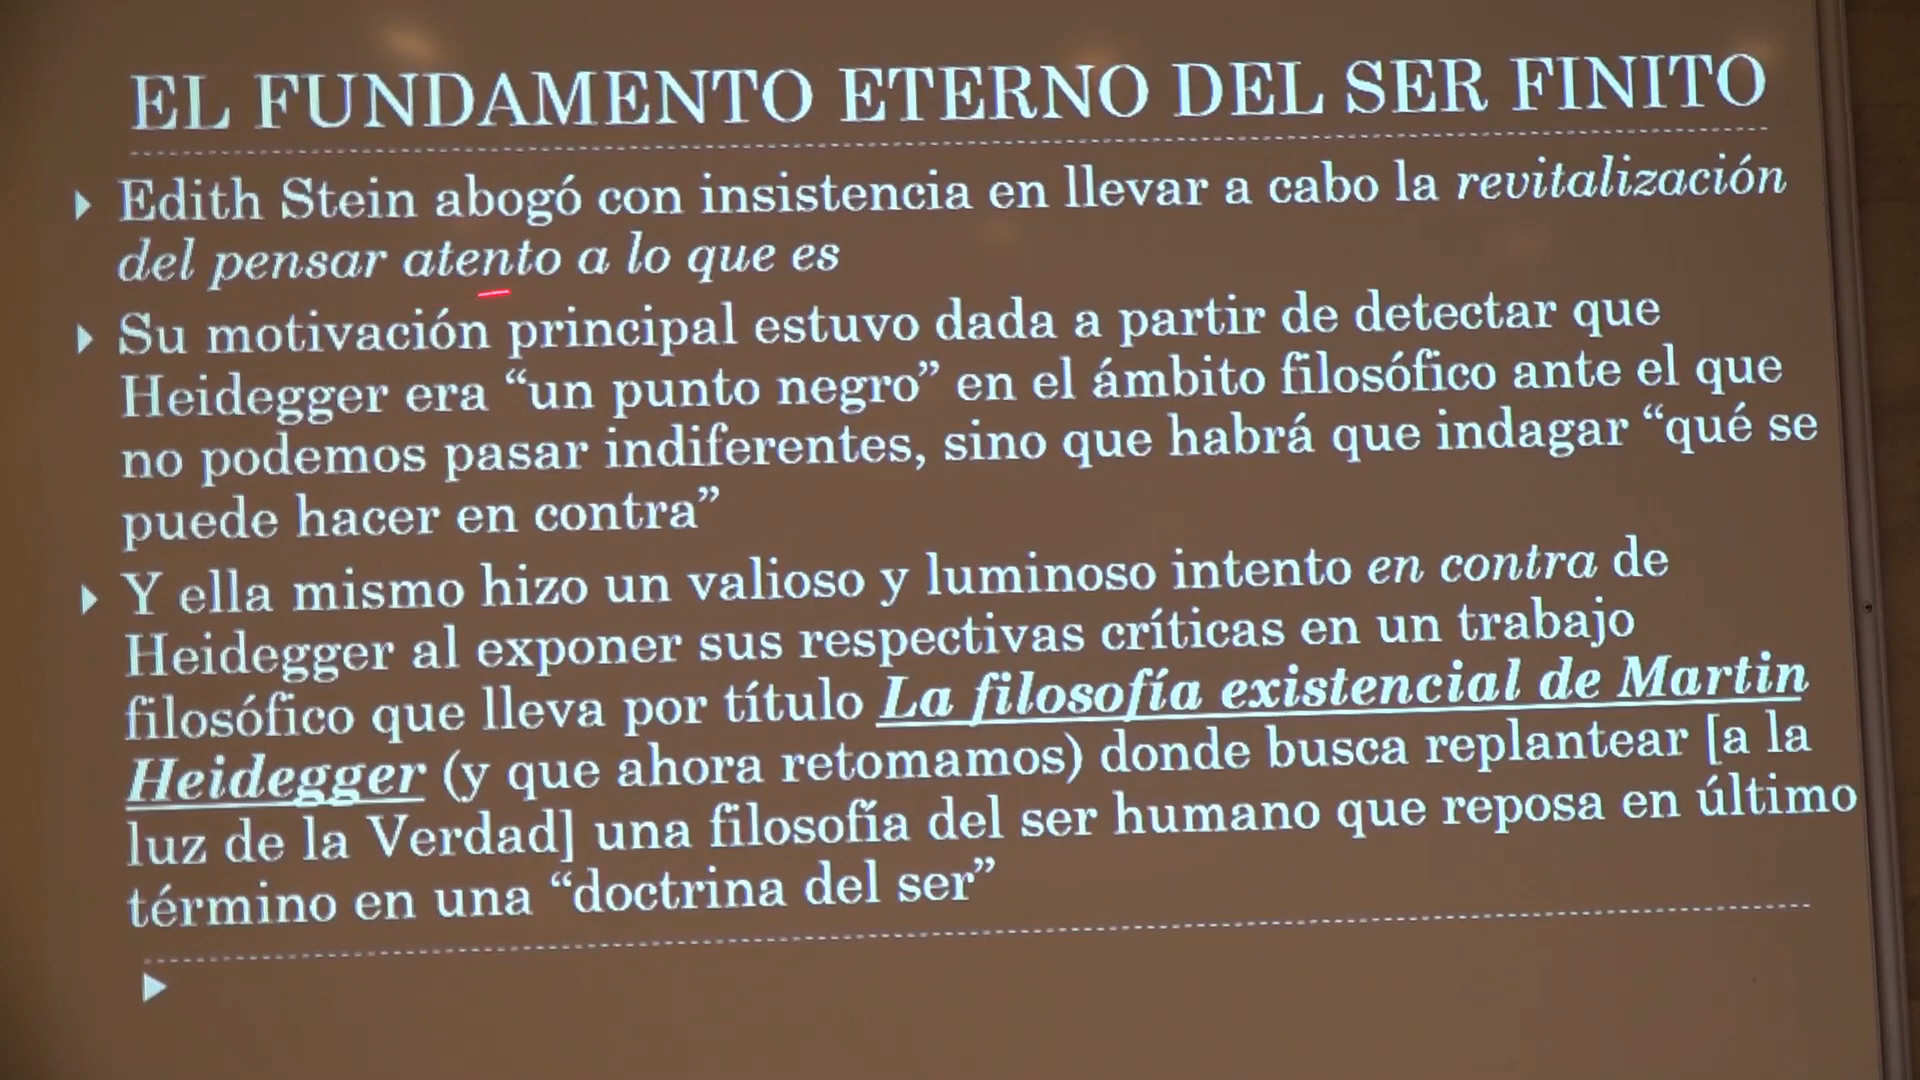 EL FUNDAMENTO ETERNO DEL SER FINITO
Edith Stein abogó con insistencia en llevar a cabo la revitalización
del pensar atento a lo que es
Su motivación principal estuvo dada a partir de detectar que
Heidegger era “un punto negro” en el ámbito filosófico ante el que
no podemos pasar indiferentes, sino que habrá que indagar “qué se
puede hacer en contra”
Y ella mismo hizo un valioso y luminoso intento en contra de
Heidegger al exponer sus respectivas críticas en un trabajo
filosófico que lleva por título La filosofía existencial de Martin
Heidegger (y que ahora retomamos) donde busca replantear [a la
luz de la Verdad] una filosofía del ser humano que reposa en último
término en una “doctrina del ser”